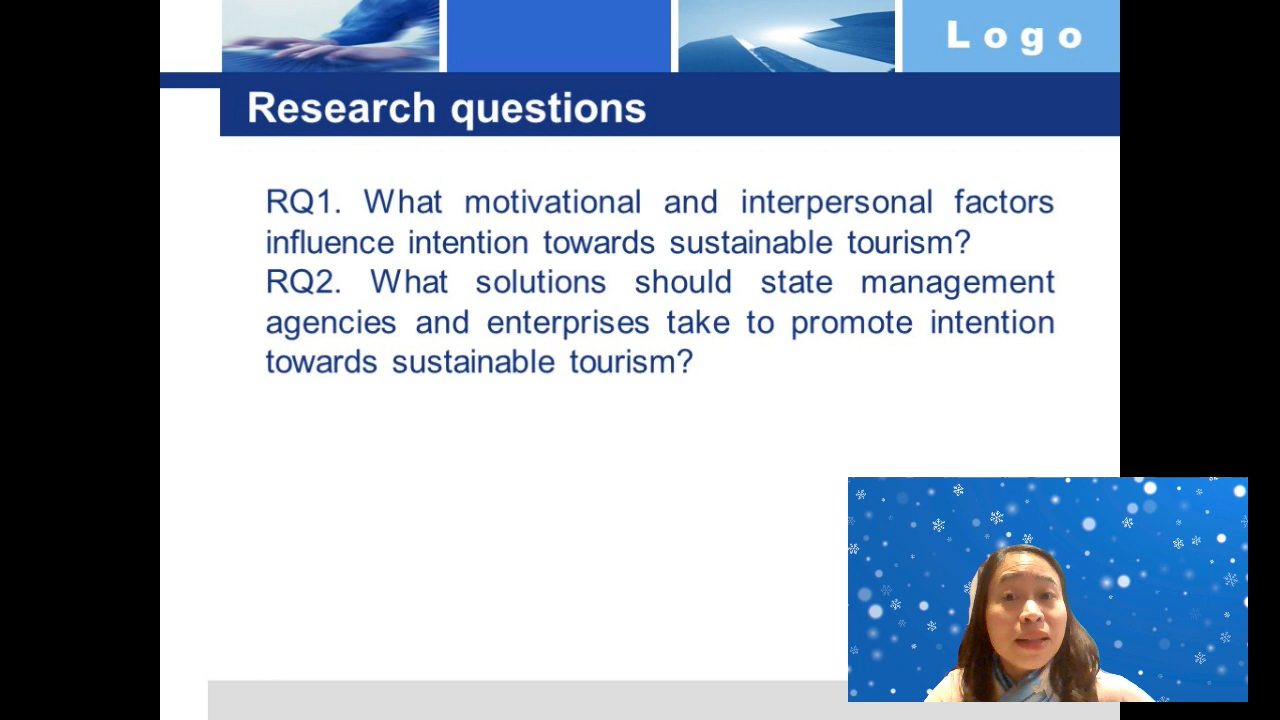 Logo
Research questions
RQ1. What motivational and interpersonal factors
influence intention towards sustainable tourism?
RQ2. What solutions should state management
agencies and enterprises take to promote intention
towards sustainable tourism?